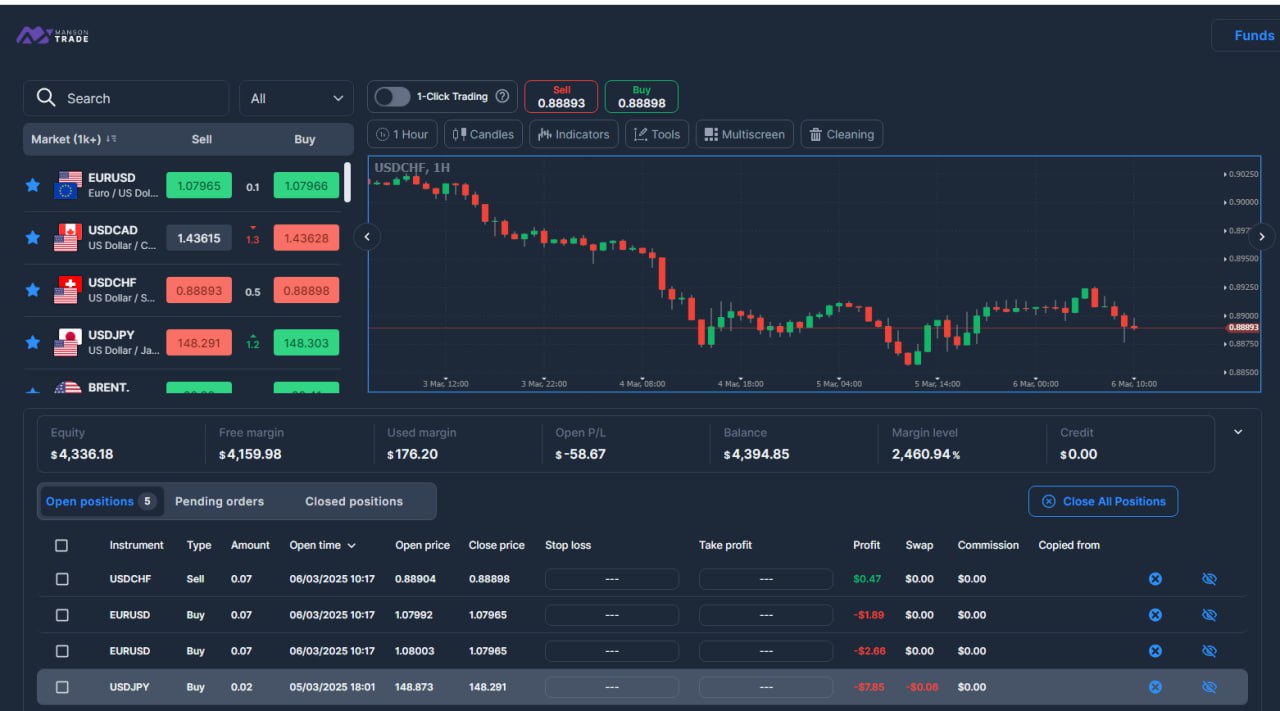 MANSON
TRADE
Funds
Search
All
1-Click Trading
Sell
0.88893
Buy
0.88898
Market (1k+) Sell Buy
1 Hour Candles Indicators Tools Multiscreen Cleaning
USDCHF, 1H
EURUSD
Euro / US Dol...
1.07965 0.1 1.07966
USDCAD
US Dollar / C...
1.43615 1.3 1.43628
USDCHF
US Dollar / S...
0.88893 0.5 0.88898
USDJPY
US Dollar / Ja...
148.291 1.2 148.303
BRENT.
0.90250
0.90000
0.89500
0.89250
0.89000
0.88893
0.88750
0.88500
3 Mar, 12:00 3 Mar, 22:00 4 Mar, 08:00 4 Mar, 18:00 5 Mar, 04:00 5 Mar, 14:00 6 Mar, 00:00 6 Mar, 10:00
Equity Free margin Used margin Open P/L Balance Margin level Credit
$4,336.18 $4,159.98 $176.20 $-58.67 $4,394.85 2,460.94% $0.00
Open positions 5 Pending orders Closed positions
Close All Positions
Instrument Type Amount Open time Open price Close price Stop loss Take profit Profit Swap Commission Copied from
USDCHF Sell 0.07 06/03/2025 10:17 0.88904 0.88898 --- --- $0.47 $0.00 $0.00
EURUSD Buy 0.07 06/03/2025 10:17 1.07992 1.07965 --- --- -$1.89 $0.00 $0.00
EURUSD Buy 0.07 06/03/2025 10:17 1.08003 1.07965 --- --- -$2.66 $0.00 $0.00
USDJPY Buy 0.02 05/03/2025 18:01 148.873 148.291 --- --- -$7.85 -$0.06 $0.00